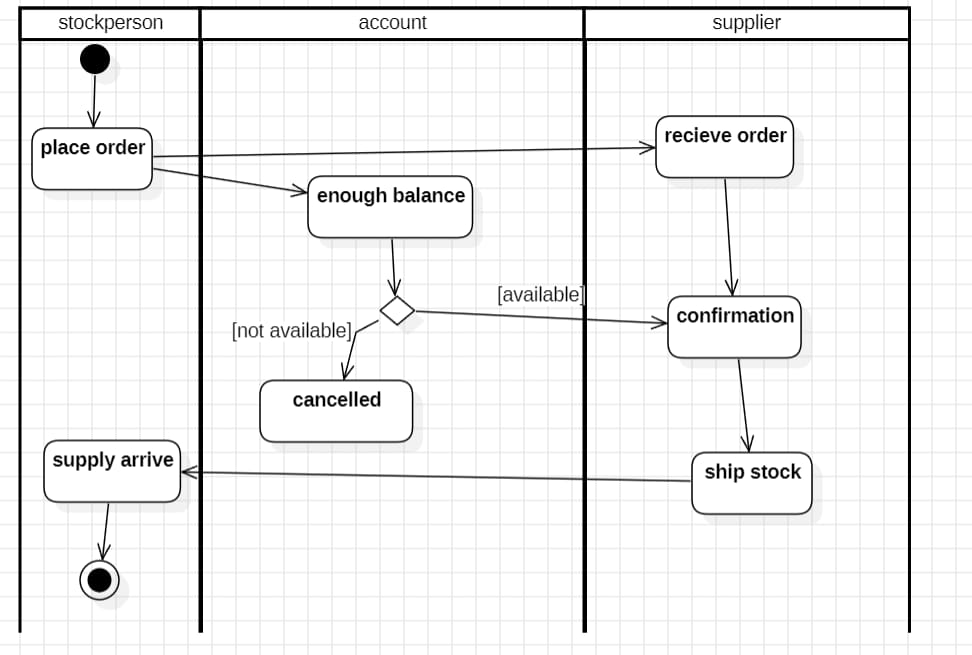 stockperson
account
supplier
place order
recieve order
enough balance
[available]
confirmation
[not available]
cancelled
supply arrive
ship stock